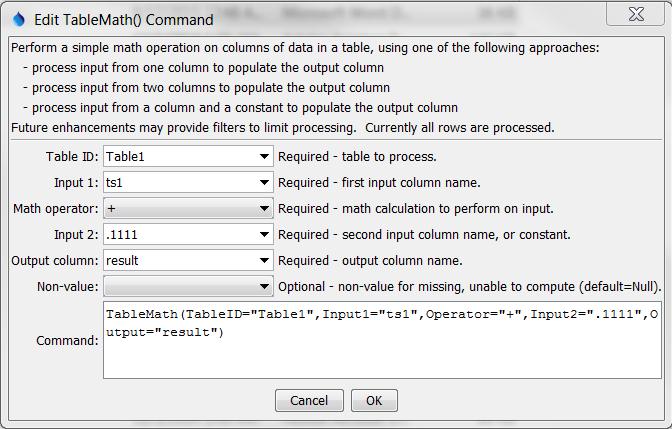 Edit TableMath() Command
Perform a simple math operation on columns of data in a table, using one of the following approaches:
- process input from one column to populate the output column
- process input from two columns to populate the output column
- process input from a column and a constant to populate the output column
Future enhancements may provide filters to limit processing.  Currently all rows are processed.
Table ID: Table1 Required - table to process.
Input 1: ts1 Required - first input column name.
Math operator: + Required - math calculation to perform on input.
Input 2: .1111 Required - second input column name, or constant.
Output column: result Required - output column name.
Non-value: Optional - non-value for missing, unable to compute (default=Null).
Command: TableMath(TableID="Table1",Input1="ts1",Operator="+",Input2=".1111",O
utput="result")
Cancel OK